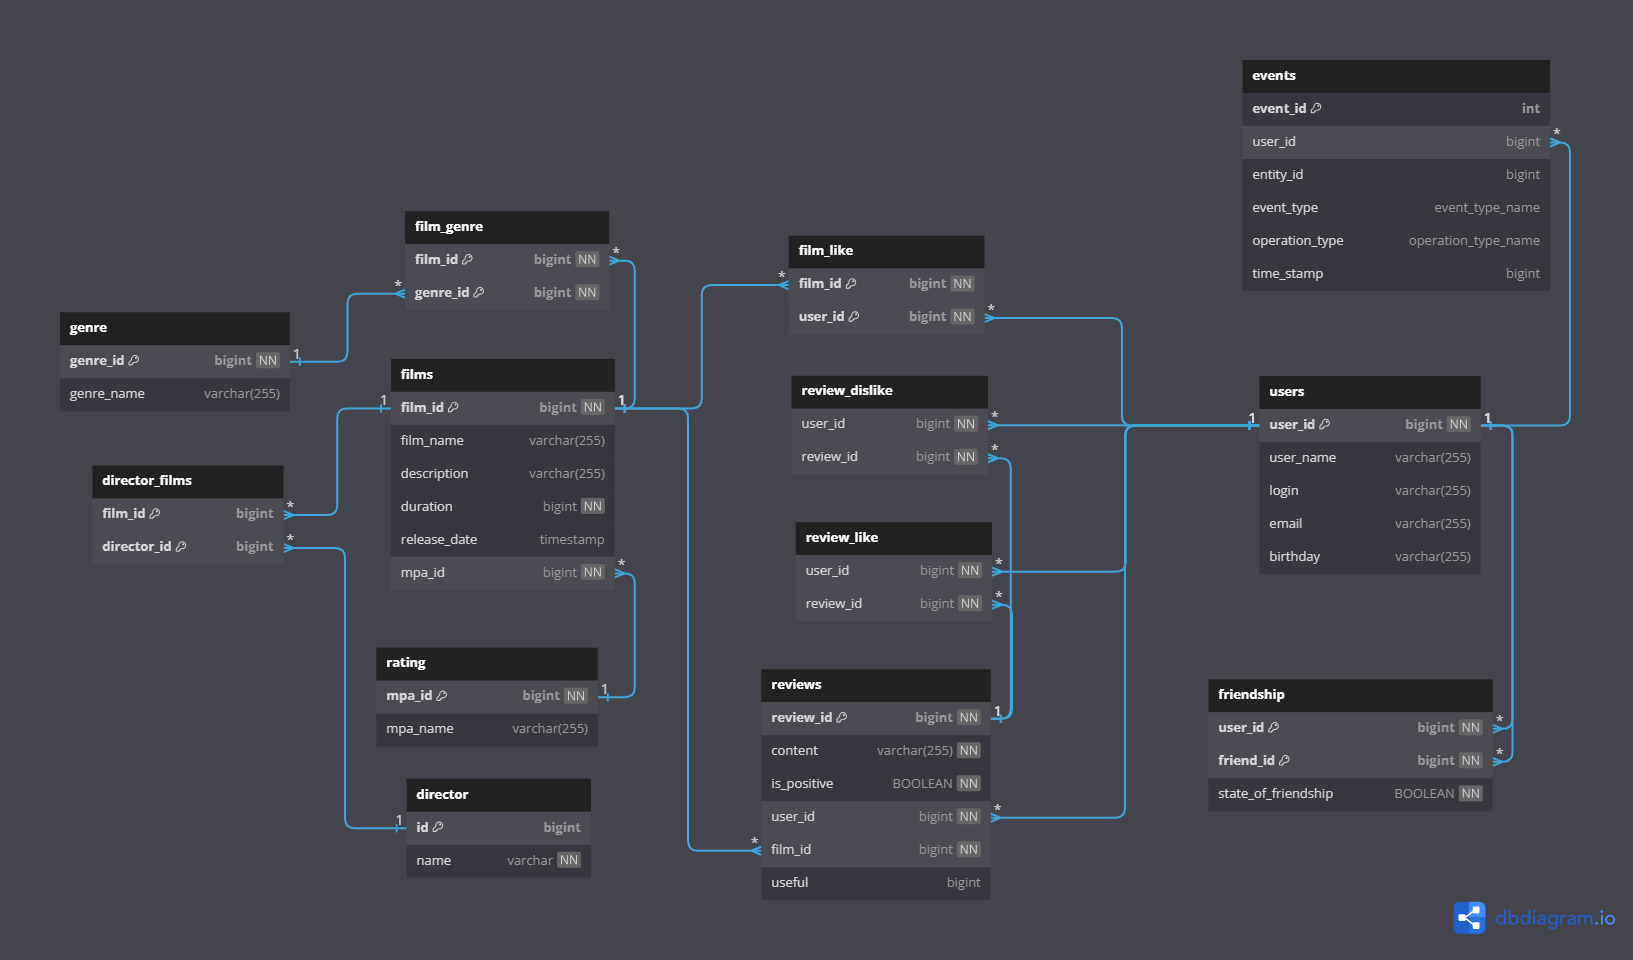 events
event_id int
user_id bigint
*
entity_id bigint
event_type event_type_name
operation_type operation_type_name
time_stamp bigint
film_genre
film_id bigint NN
*
*
genre_id bigint NN
genre
genre_id bigint NN
1
genre_name varchar(255)
films
1
film_id bigint NN
1
film_name varchar(255)
description varchar(255)
duration bigint NN
release_date timestamp
mpa_id bigint NN
*
director_films
film_id bigint
*
director_id bigint
*
rating
mpa_id bigint NN
1
mpa_name varchar(255)
director
1
id bigint
name varchar NN
film_like
*
film_id bigint NN
user_id bigint NN
*
review_dislike
user_id bigint NN
*
review_id bigint NN
*
review_like
user_id bigint NN
*
review_id bigint NN
*
reviews
review_id bigint NN
1
content varchar(255) NN
is_positive BOOLEAN NN
user_id bigint NN
*
*
film_id bigint NN
useful bigint
users
1
user_id bigint NN
1
user_name varchar(255)
login varchar(255)
email varchar(255)
birthday varchar(255)
friendship
user_id bigint NN
*
friend_id bigint NN
*
state_of_friendship BOOLEAN NN
dbdiagram.io